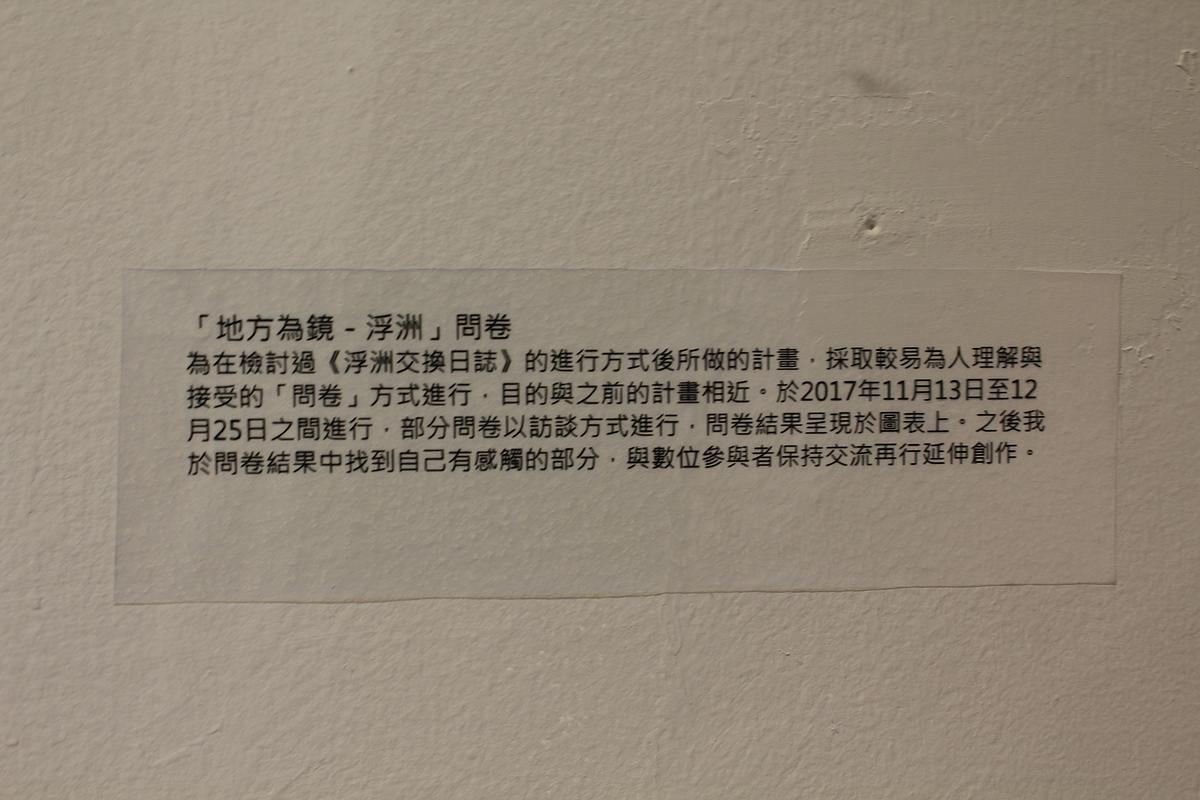 「地方為鏡 - 浮洲」問卷
為在檢討過《浮洲交換日誌》的進行方式後所做的計畫，採取較易為人理解與
接受的「問卷」方式進行，目的與之前的計畫相近。於2017年11月13日至12
月25日之間進行，部分問卷以訪談方式進行，問卷結果呈現於圖表上。之後我
於問卷結果中找到自己有感觸的部分，與數位參與者保持交流再行延伸創作。